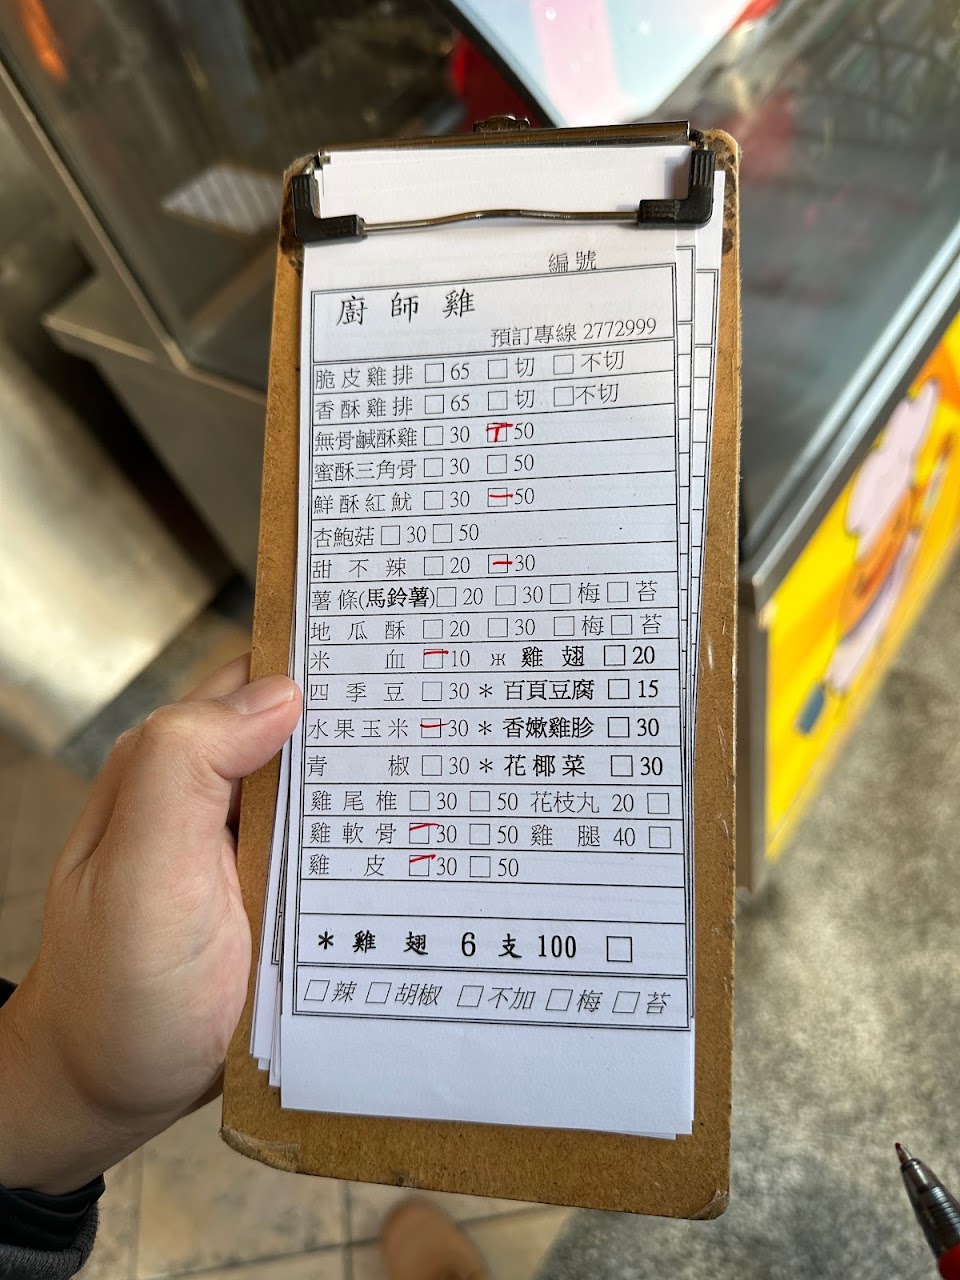 編號
廚師雞
預訂專線 2772999
脆皮雞排 □65 □切 □不切
香酥雞排 □65 □切 □不切
無骨鹹酥雞 □30 □50
蜜酥三角骨 □30 □50
鮮酥紅魷 □30 □50
杏鮑菇 □30 □50
甜不辣 □20 □30
薯條(馬鈴薯) □20 □30 □梅 □苔
地瓜酥 □20 □30 □梅 □苔
米血 □10 ж 雞翅 □20
四季豆 □30 * 百頁豆腐 □15
水果玉米 □30 * 香嫩雞胗 □30
青椒 □30 * 花椰菜 □30
雞尾椎 □30 □50 花枝丸 20 □
雞軟骨 □30 □50 雞腿 40 □
雞皮 □30 □50
* 雞翅 6 支 100 □
□辣 □胡椒 □不加 □梅 □苔